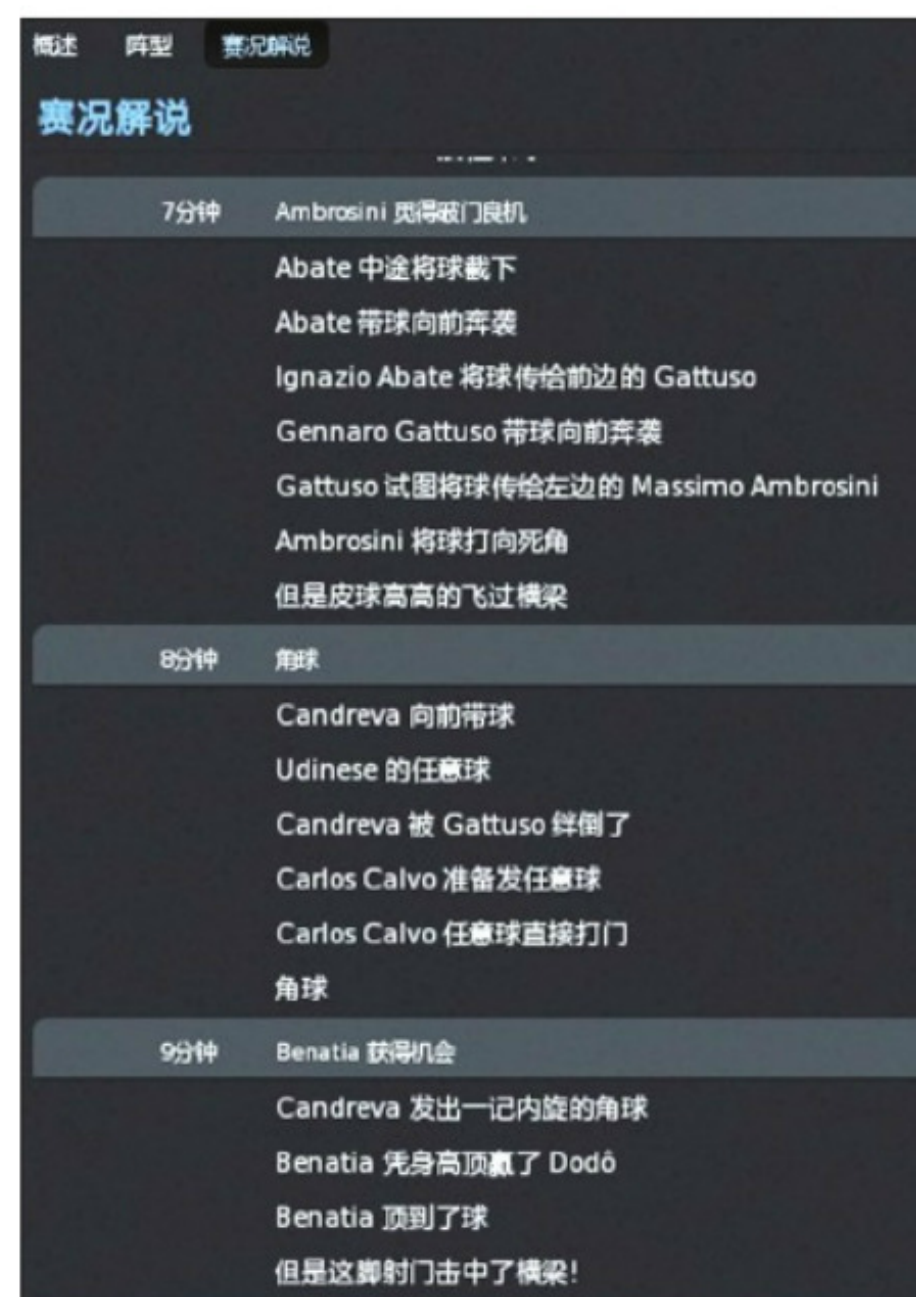 概述 阵型 赛况解说
赛况解说
7分钟 Ambrosini 觅得破门良机
Abate 中途将球截下
Abate 带球向前奔袭
Ignazio Abate 将球传给前边的 Gattuso
Gennaro Gattuso 带球向前奔袭
Gattuso 试图将球传给左边的 Massimo Ambrosini
Ambrosini 将球打向死角
但是皮球高高的飞过横梁
8分钟 角球
Candreva 向前带球
Udinese 的任意球
Candreva 被 Gattuso 绊倒了
Carlos Calvo 准备发任意球
Carlos Calvo 任意球直接打门
角球
9分钟 Benatia 获得机会
Candreva 发出一记内旋的角球
Benatia 凭身高顶赢了 Dodô
Benatia 顶到了球
但是这脚射门击中了横梁!